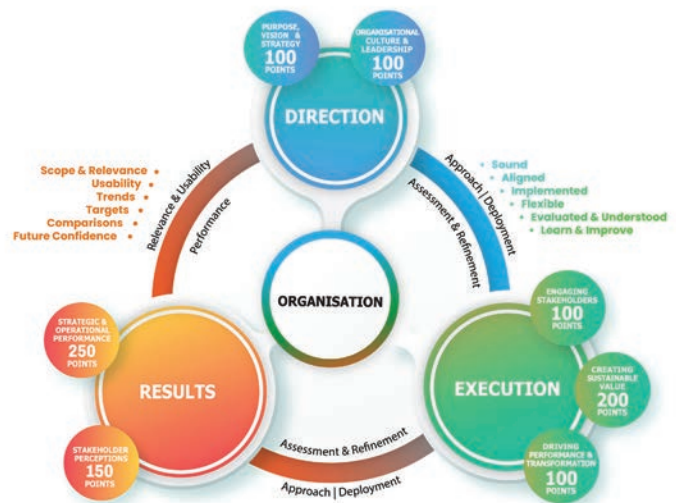 PURPOSE,
VISION &
STRATEGY
100
POINTS
ORGANISATIONAL
CULTURE &
LEADERSHIP
100
POINTS
DIRECTION
Scope & Relevance
Usability
Trends
Targets
Comparisons
Future Confidence
Relevance & Usability
Performance
Approach | Deployment
Assessment & Refinement
Sound
Aligned
Implemented
Flexible
Evaluated & Understood
Learn & Improve
ORGANISATION
STRATEGIC &
OPERATIONAL
PERFORMANCE
250
POINTS
RESULTS
STAKEHOLDER
PERCEPTIONS
150
POINTS
ENGAGING
STAKEHOLDERS
100
POINTS
EXECUTION
CREATING
SUSTAINABLE
VALUE
200
POINTS
DRIVING
PERFORMANCE &
TRANSFORMATION
100
POINTS
Assessment & Refinement
Approach | Deployment